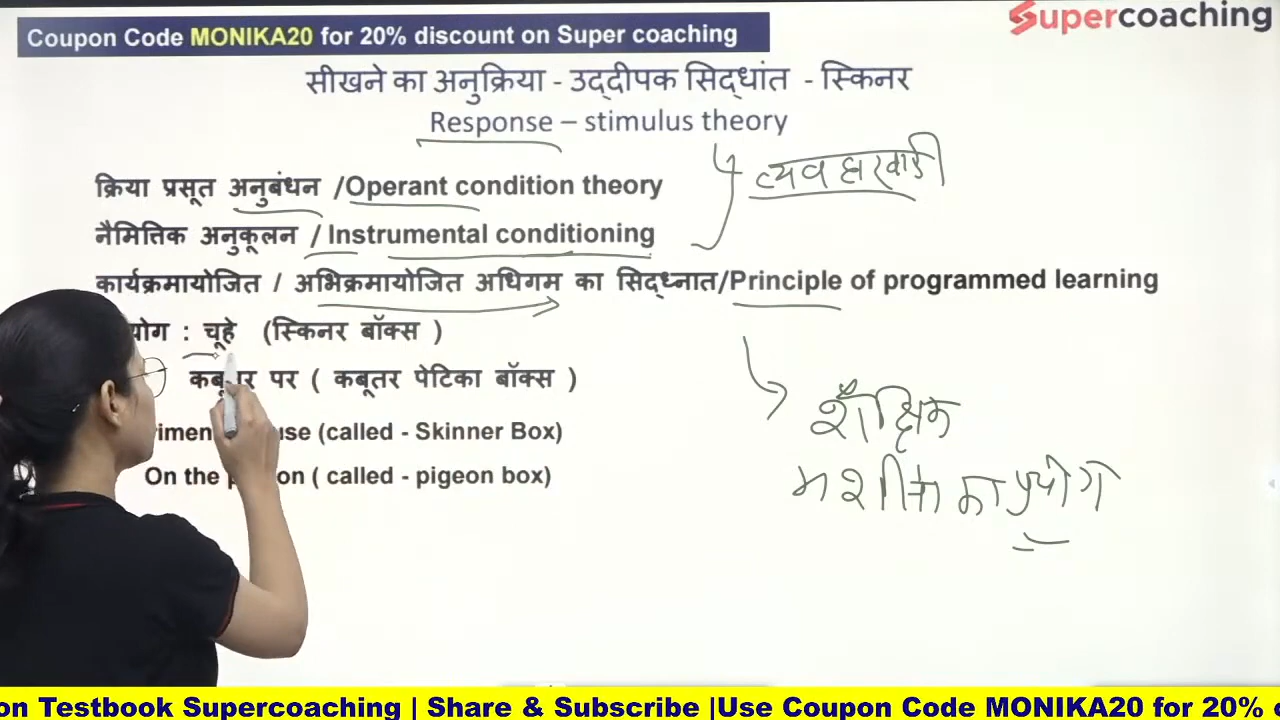 Coupon Code MONIKA20 for 20% discount on Super coaching
Supercoaching
सीखने का अनुक्रिया - उद्दीपक सिद्धांत - स्किनर
Response – stimulus theory
क्रिया प्रसूत अनुबंधन /Operant condition theory
व्यवहारवादी
नैमित्तिक अनुकूलन / Instrumental conditioning
कार्यक्रमायोजित / अभिक्रमायोजित अधिगम का सिद्ध्नात/Principle of programmed learning
: चूहे (स्किनर बॉक्स )
पर ( कबूतर पेटिका बॉक्स )
शैक्षिक
(called - Skinner Box)
मशीन का प्रयोग
On the ( called - pigeon box)
on Testbook Supercoaching | Share & Subscribe |Use Coupon Code MONIKA20 for 20%